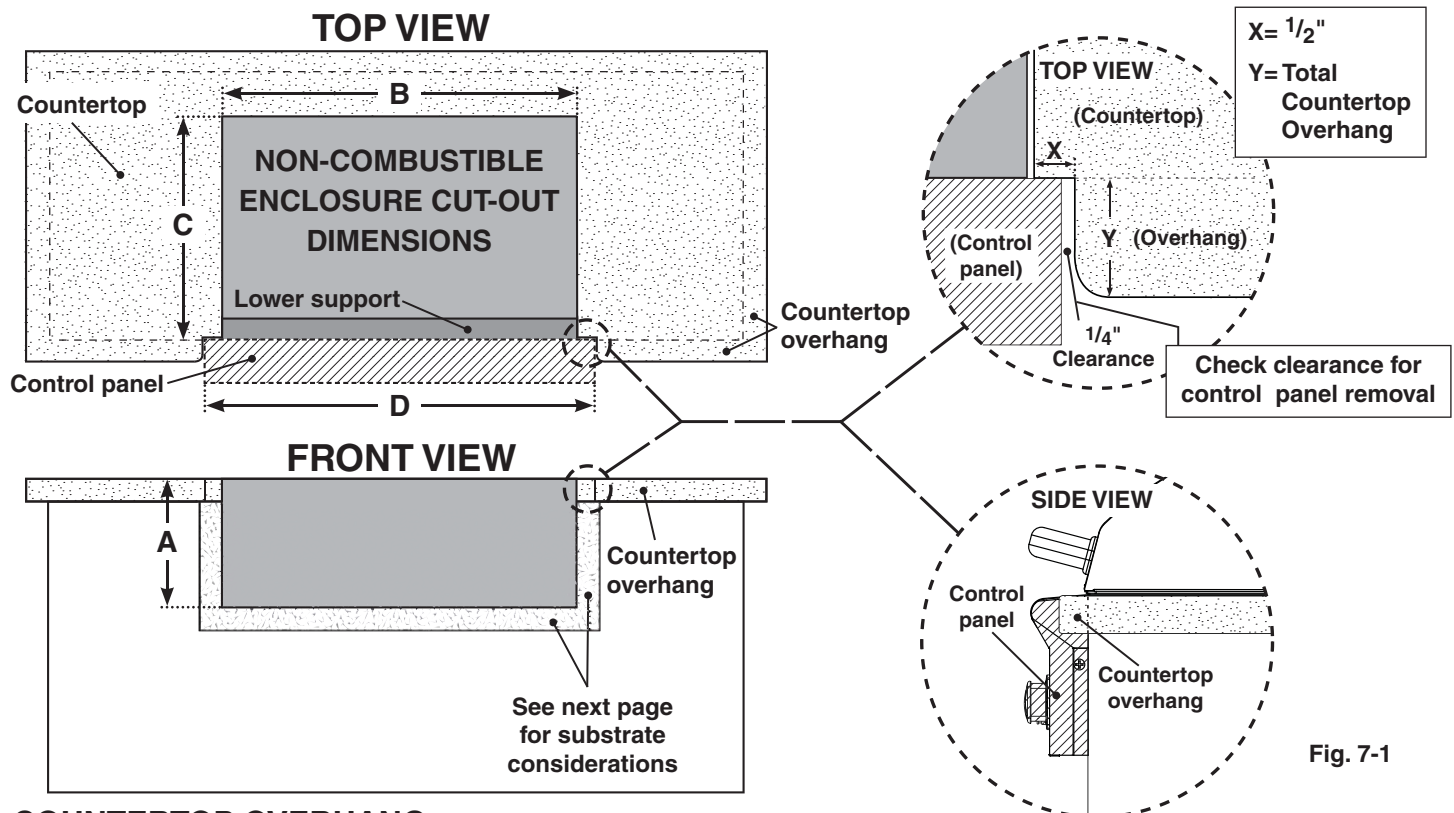 TOP VIEW
Countertop
B
C
NON-COMBUSTIBLE
ENCLOSURE CUT-OUT
DIMENSIONS
Lower support
Countertop
overhang
Control panel
D
X= 1/2"
Y= Total
Countertop
Overhang
TOP VIEW
(Countertop)
X
(Control
panel)
Y
(Overhang)
1/4"
Clearance
Check clearance for
control panel removal
FRONT VIEW
A
Countertop
overhang
See next page
for substrate
considerations
SIDE VIEW
Control
panel
Countertop
overhang
Fig. 7-1
COUNTERTOP OVERHANG